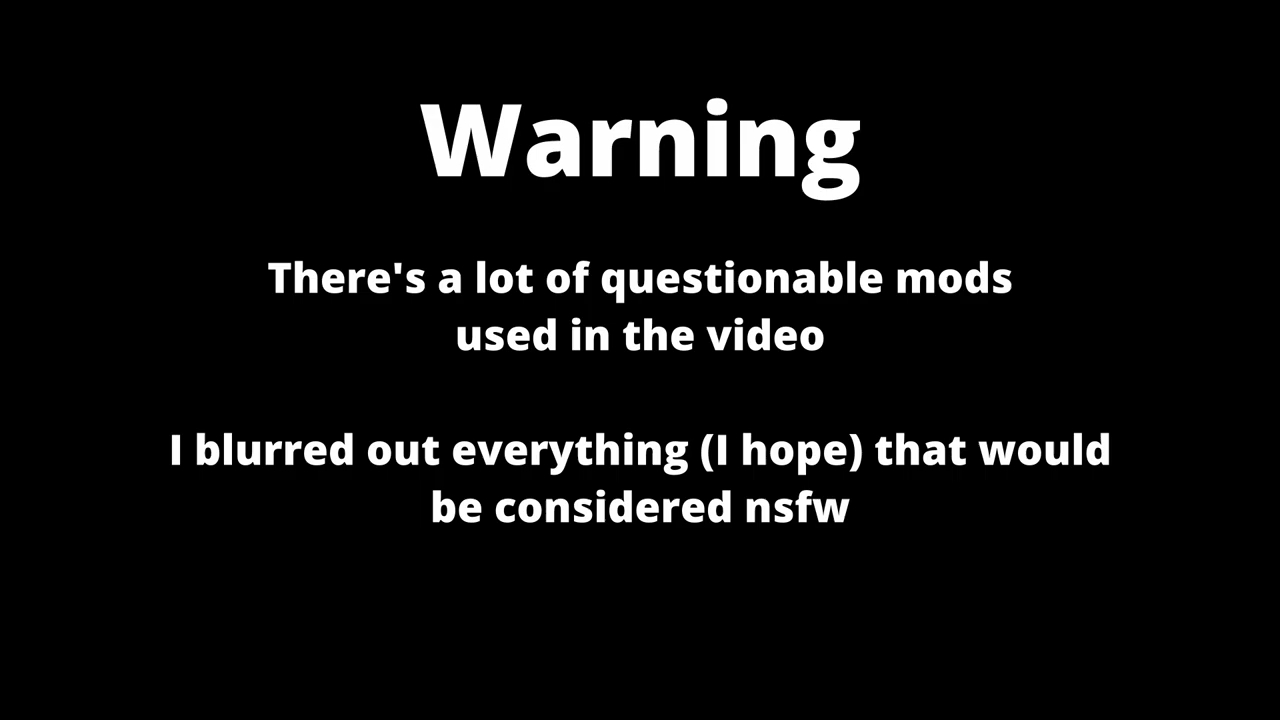 Warning
There's a lot of questionable mods
used in the video
I blurred out everything (I hope) that would
be considered nsfw